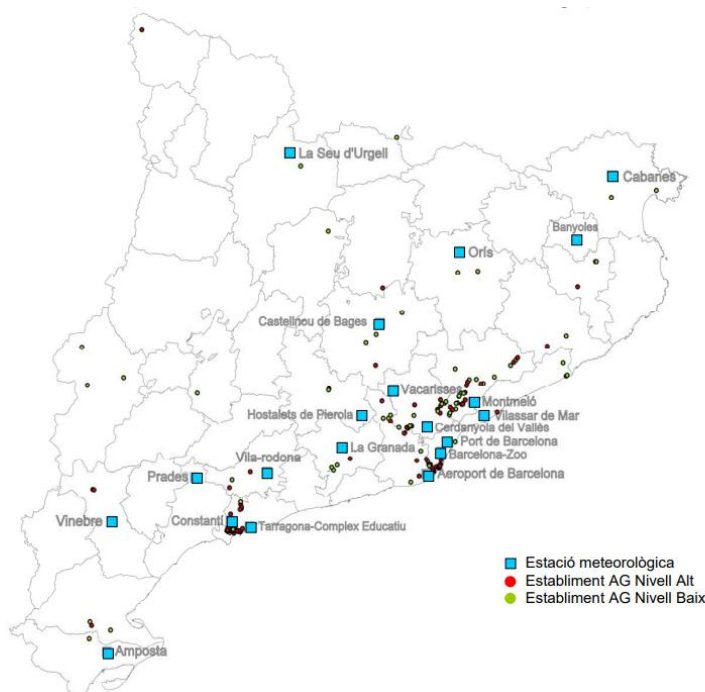 La Seu d'Urgell
Cabanes
Banyoles
Orís
Castellnou de Bages
Vacarisses
Montmeló
Hostalets de Pierola
Vilassar de Mar
Cerdanyola del Vallès
Port de Barcelona
La Granada
Barcelona-Zoo
Vila-rodona
Prades
Aeroport de Barcelona
Vinebre
Constantí
Tarragona-Complex Educatiu
Estació meteorològica
Establiment AG Nivell Alt
Establiment AG Nivell Baix
Amposta